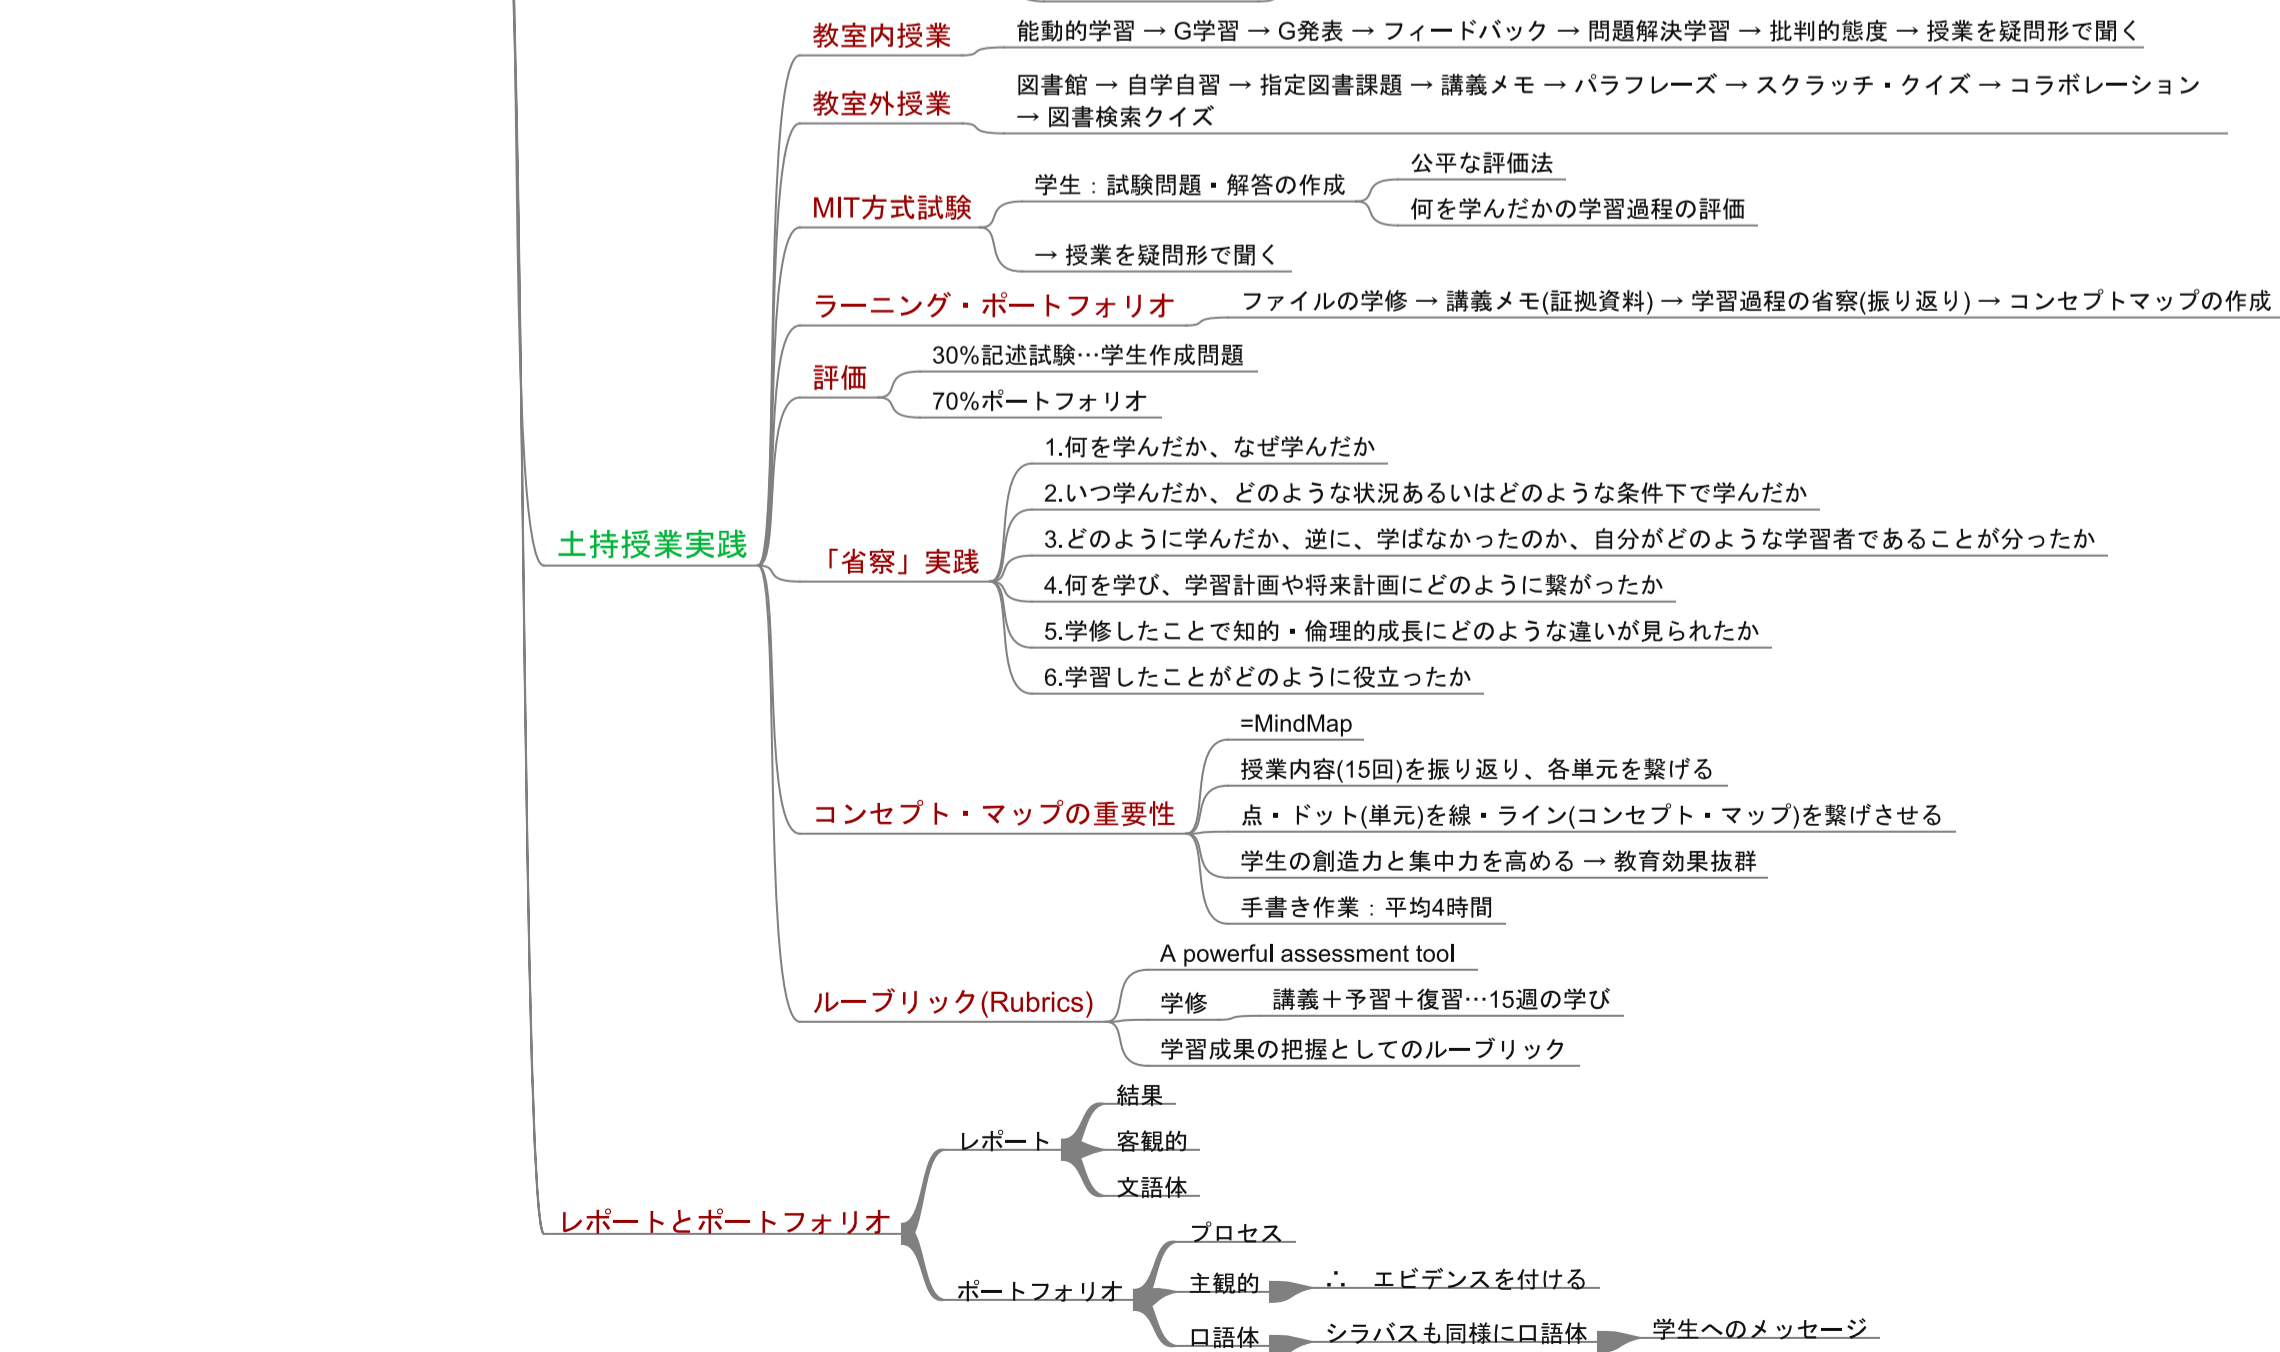 教室内授業
能動的学習 → G学習 → G発表 → フィードバック → 問題解決学習 → 批判的態度 → 授業を疑問形で聞く
教室外授業
図書館 → 自学自習 → 指定図書課題 → 講義メモ → パラフレーズ → スクラッチ・クイズ → コラボレーション
→ 図書検索クイズ
MIT方式試験
学生：試験問題・解答の作成
公平な評価法
何を学んだかの学習過程の評価
→ 授業を疑問形で聞く
ラーニング・ポートフォリオ
ファイルの学修 → 講義メモ(証拠資料) → 学習過程の省察(振り返り) → コンセプトマップの作成
評価
30%記述試験…学生作成問題
70%ポートフォリオ
土持授業実践
「省察」実践
1.何を学んだか、なぜ学んだか
2.いつ学んだか、どのような状況あるいはどのような条件下で学んだか
3.どのように学んだか、逆に、学ばなかったのか、自分がどのような学習者であることが分ったか
4.何を学び、学習計画や将来計画にどのように繋がったか
5.学修したことで知的・倫理的成長にどのような違いが見られたか
6.学習したことがどのように役立ったか
コンセプト・マップの重要性
=MindMap
授業内容(15回)を振り返り、各単元を繋げる
点・ドット(単元)を線・ライン(コンセプト・マップ)を繋げさせる
学生の創造力と集中力を高める → 教育効果抜群
手書き作業：平均4時間
ルーブリック(Rubrics)
A powerful assessment tool
学修
講義＋予習＋復習…15週の学び
学習成果の把握としてのルーブリック
レポートとポートフォリオ
レポート
結果
客観的
文語体
ポートフォリオ
プロセス
主観的
∴　エビデンスを付ける
口語体
シラバスも同様に口語体
学生へのメッセージ